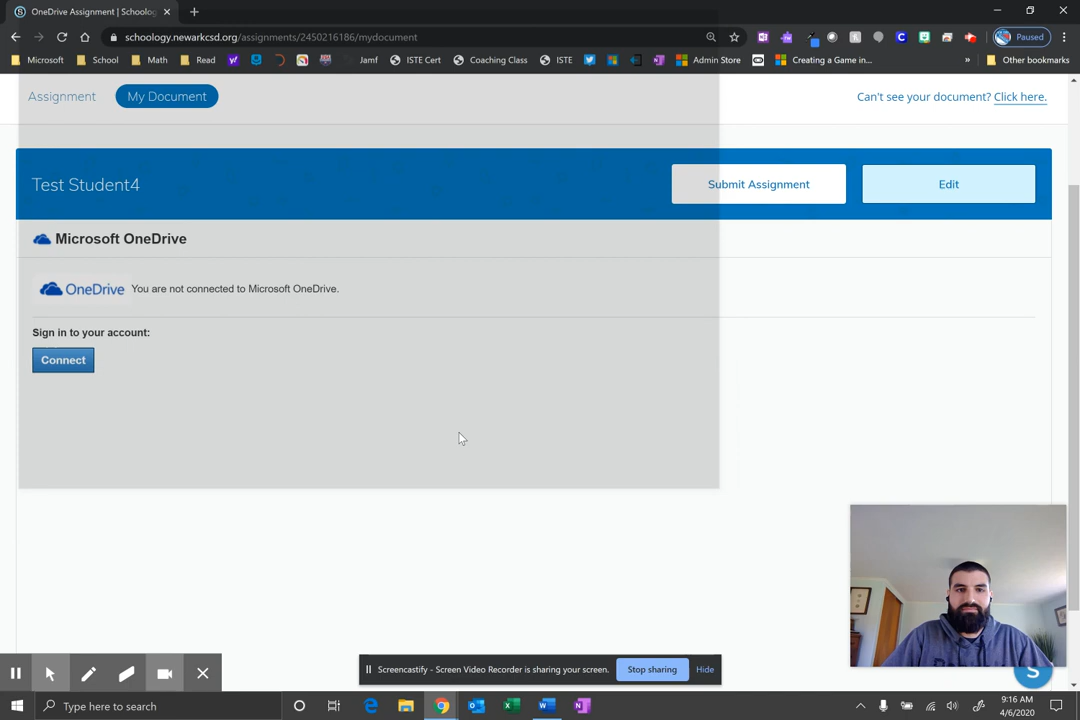 OneDrive Assignment | Schoolog
schoology.newarkcsd.org/assignments/2450216186/mydocument
Paused
Microsoft School Math Read Jamf ISTE Cert Coaching Class ISTE Admin Store Creating a Game in... » Other bookmarks
Assignment My Document Can't see your document? Click here.
Test Student4 Submit Assignment Edit
Microsoft OneDrive
OneDrive You are not connected to Microsoft OneDrive.
Sign in to your account:
Connect
Screencastify - Screen Video Recorder is sharing your screen. Stop sharing Hide
S
Type here to search
9:16 AM
4/6/2020